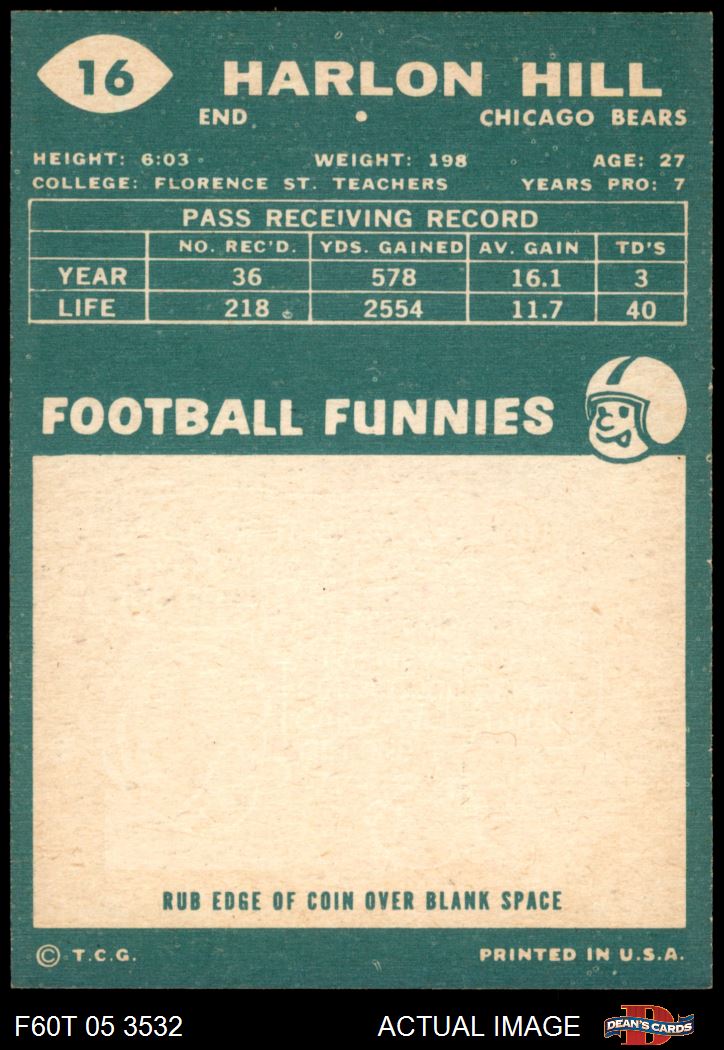 16
HARLON HILL
END • CHICAGO BEARS
HEIGHT: 6:03 WEIGHT: 198 AGE: 27
COLLEGE: FLORENCE ST. TEACHERS YEARS PRO: 7
PASS RECEIVING RECORD
NO. REC'D. YDS. GAINED AV. GAIN TD'S
YEAR 36 578 16.1 3
LIFE 218 2554 11.7 40
FOOTBALL FUNNIES
RUB EDGE OF COIN OVER BLANK SPACE
© T.C.G. PRINTED IN U.S.A.
F60T 05 3532 ACTUAL IMAGE D DEAN'S CARDS